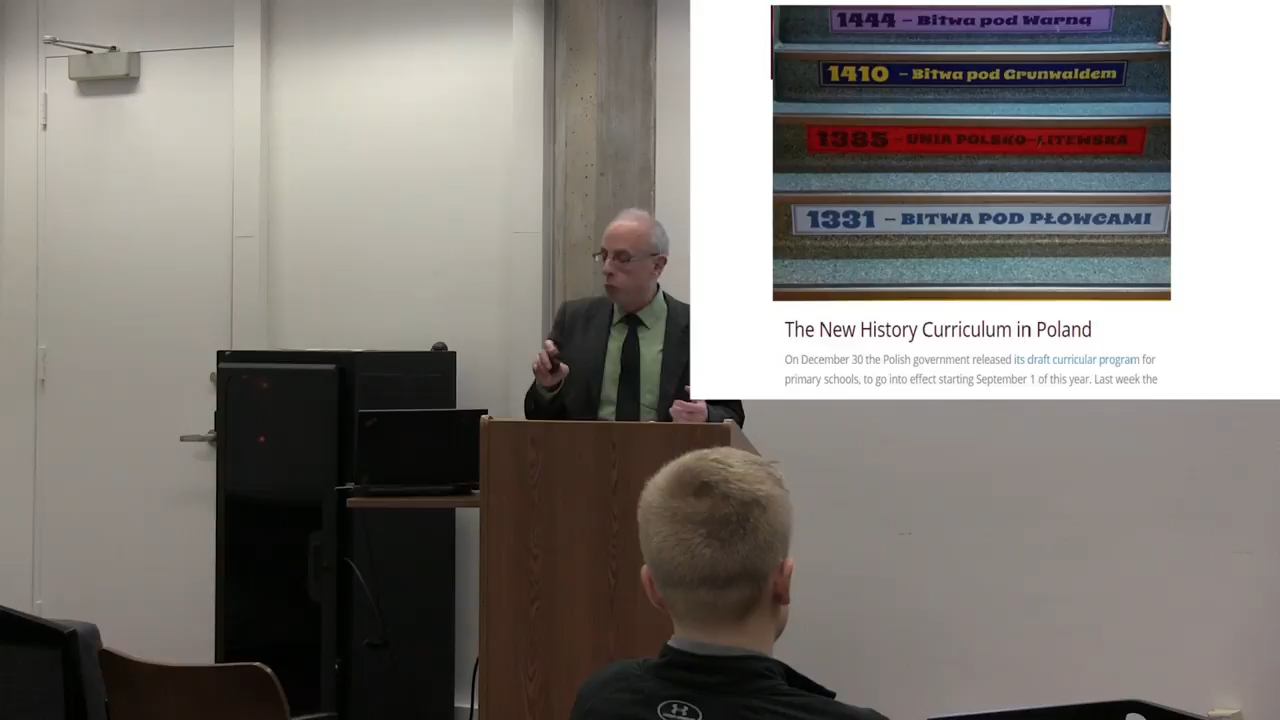 1444 – Bitwa pod Warną
1410 – Bitwa pod Grunwaldem
1385 – UNIA POLSKO-LITEWSKA
1331 – BITWA POD PŁOWCAMI
The New History Curriculum in Poland
On December 30 the Polish government released its draft curricular program for
primary schools, to go into effect starting September 1 of this year. Last week the